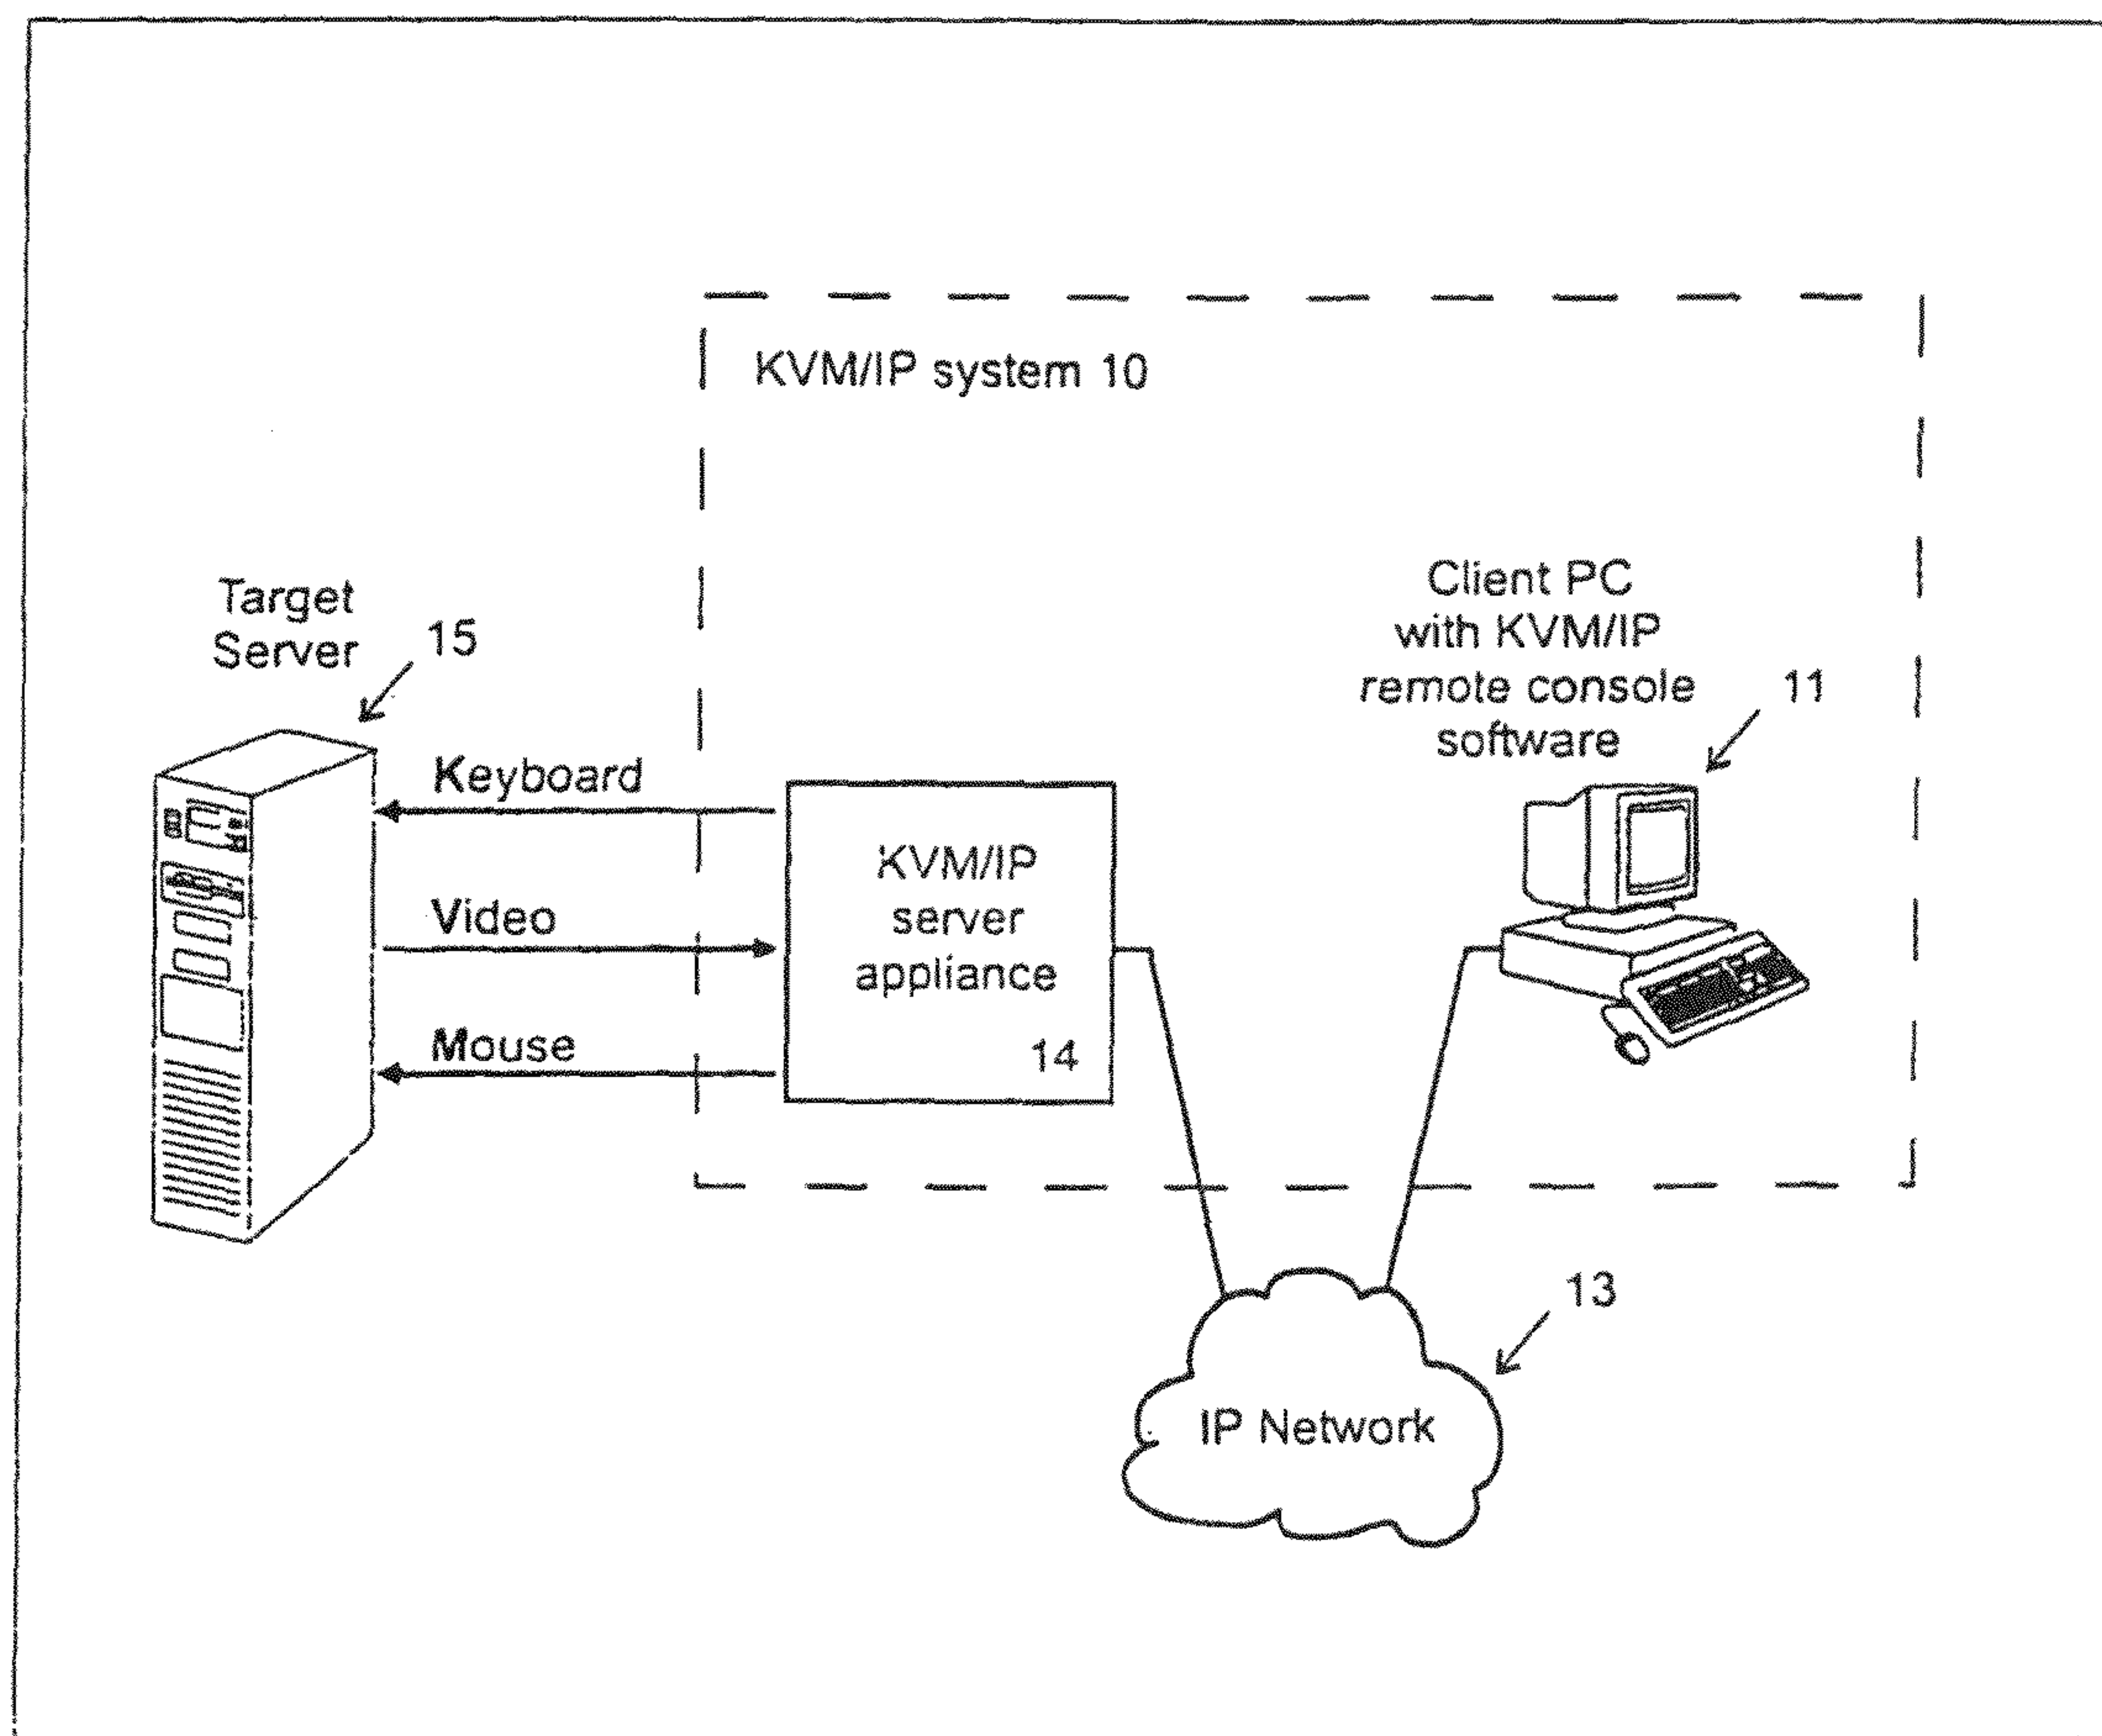 KVM/IP system 10
Target
Server
15
Client PC
with KVM/IP
remote console
software
11
Keyboard
Video
Mouse
KVM/IP
server
appliance
14
13
IP Network